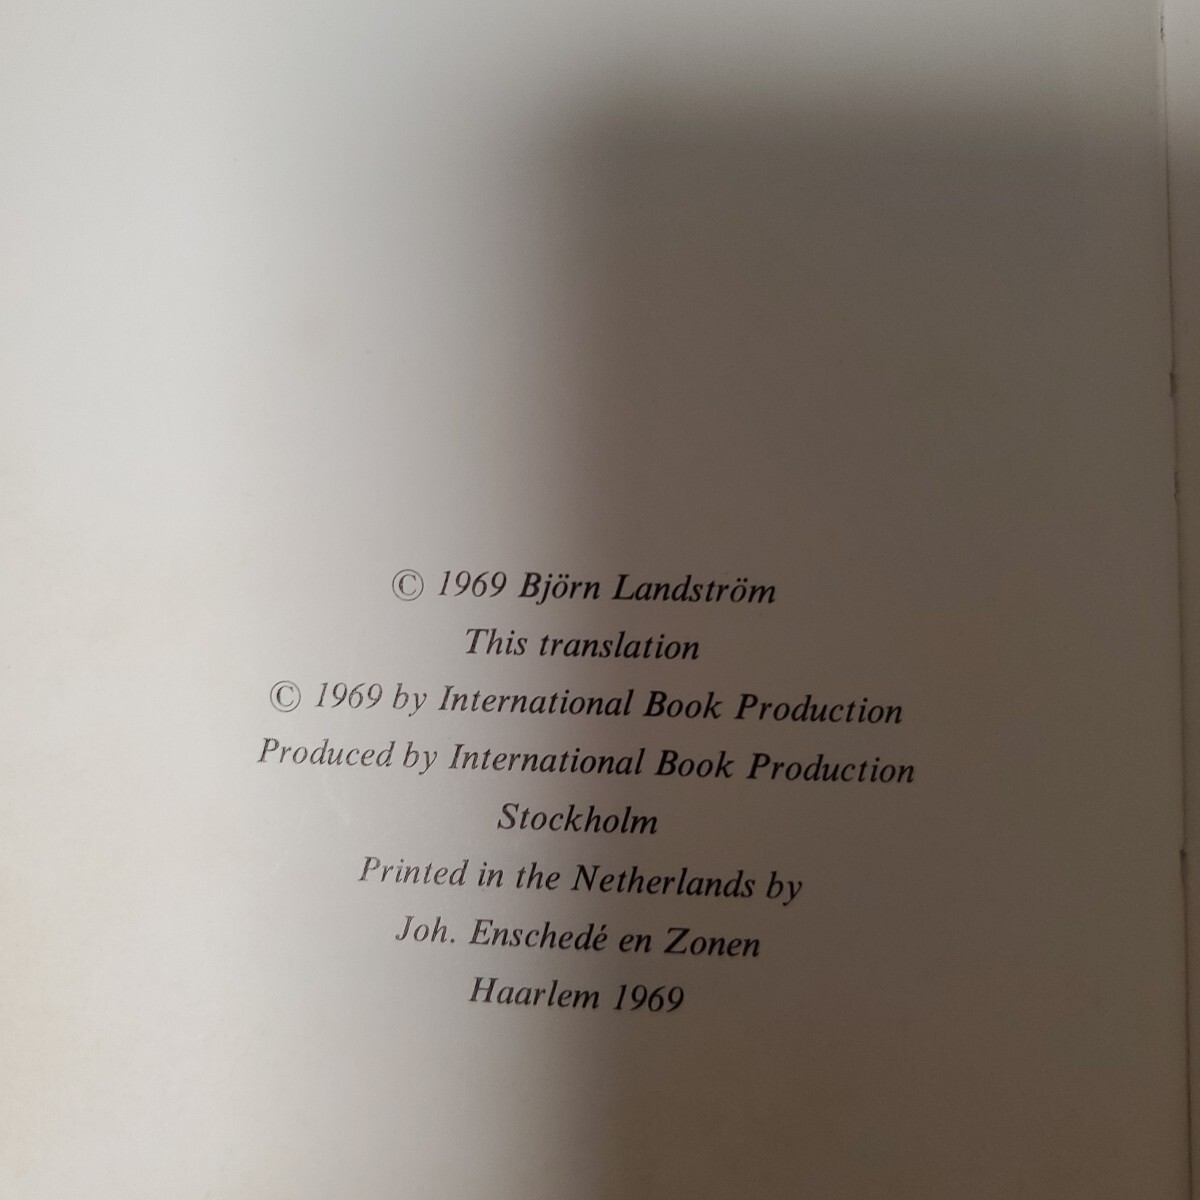 © 1969 Björn Landström
This translation
© 1969 by International Book Production
Produced by International Book Production
Stockholm
Printed in the Netherlands by
Joh. Enschedé en Zonen
Haarlem 1969